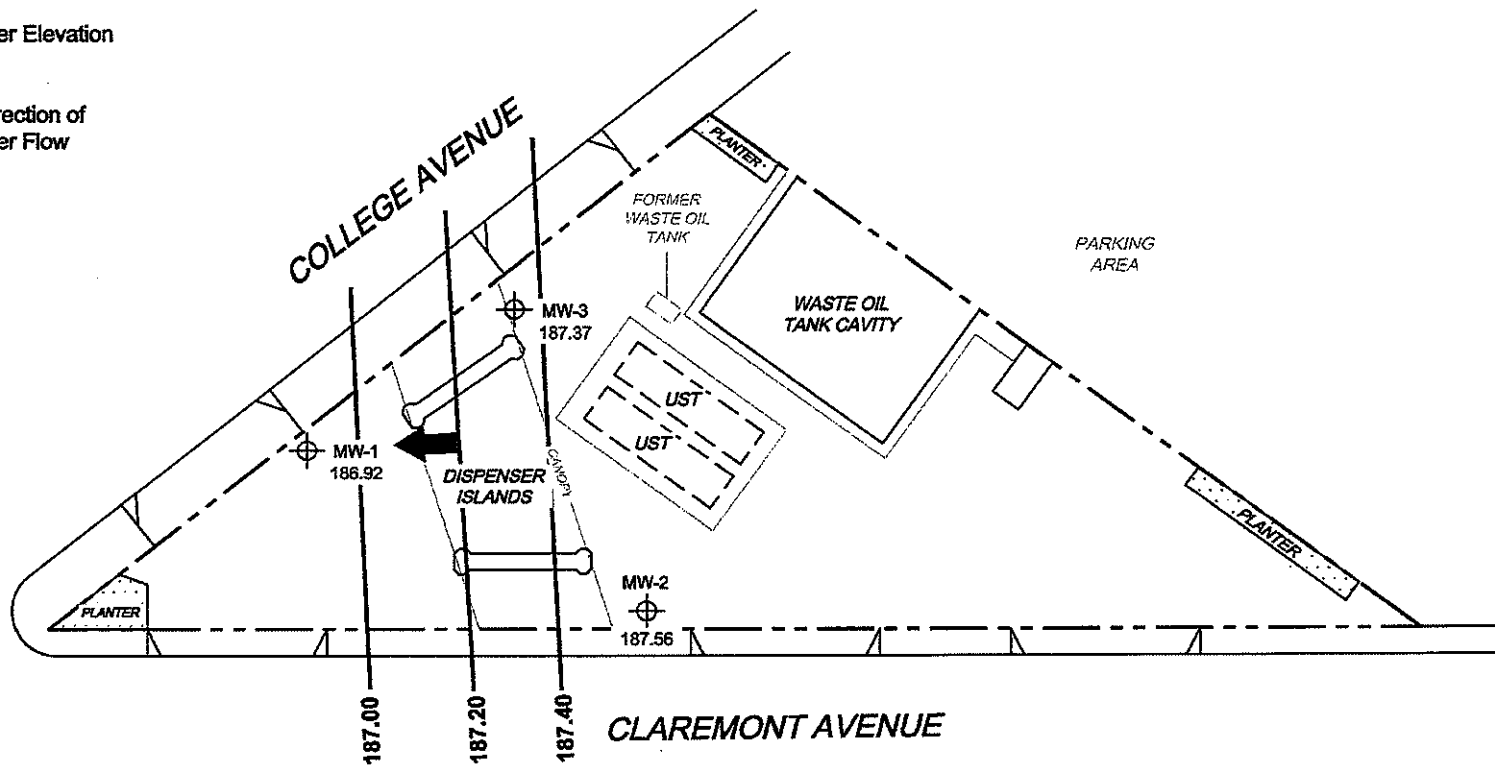 er Elevation
rection of
er Flow
COLLEGE AVENUE
PLANTER
FORMER
WASTE OIL
TANK
PARKING
AREA
WASTE OIL
TANK CAVITY
MW-3
187.37
UST
UST
MW-1
186.92
CANOPY
DISPENSER
ISLANDS
PLANTER
MW-2
187.56
PLANTER
187.00
187.20
187.40
CLAREMONT AVENUE